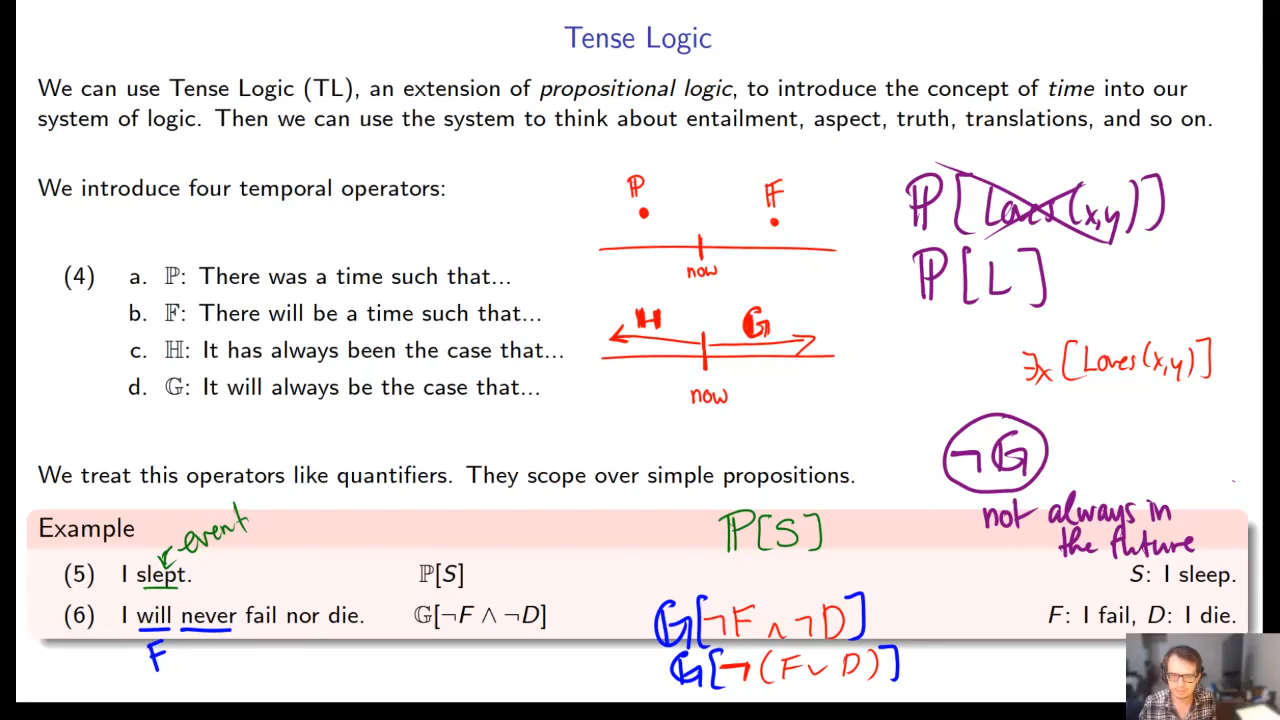 Tense Logic
We can use Tense Logic (TL), an extension of propositional logic, to introduce the concept of time into our
system of logic. Then we can use the system to think about entailment, aspect, truth, translations, and so on.
We introduce four temporal operators:
(4) a. ℙ: There was a time such that...
b. 𝔽: There will be a time such that...
c. ℍ: It has always been the case that...
d. 𝔾: It will always be the case that...
ℙ 𝔽
now
ℍ 𝔾
now
ℙ[Loves(x,y)]
ℙ[L]
∃x[Loves(x,y)]
¬𝔾
not always in
the future
We treat this operators like quantifiers. They scope over simple propositions.
Example
event
ℙ[S]
(5) I slept. ℙ[S] S: I sleep.
(6) I will never fail nor die. 𝔾[¬F ∧ ¬D] F: I fail, D: I die.
𝔾[¬F ∧ ¬D]
F
𝔾[¬(F ∨ D)]